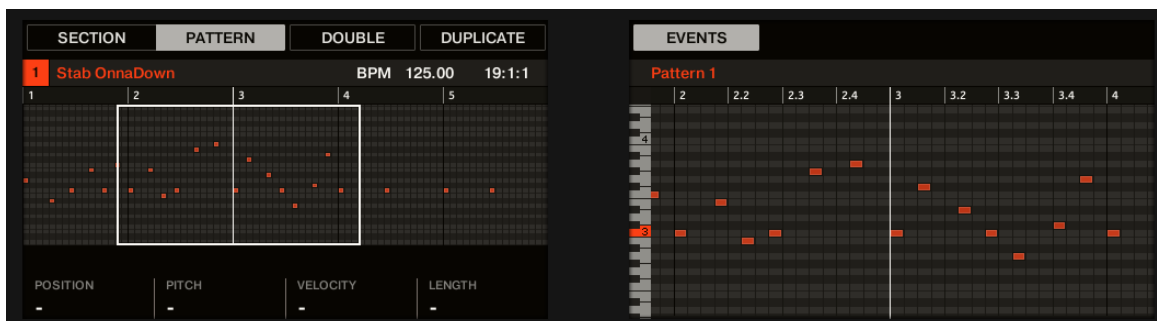 SECTION PATTERN DOUBLE DUPLICATE
1 Stab OnnaDown BPM 125.00 19:1:1
1 2 3 4 5
POSITION PITCH VELOCITY LENGTH
- - - -
EVENTS
Pattern 1
2 2.2 2.3 2.4 3 3.2 3.3 3.4 4
4
3